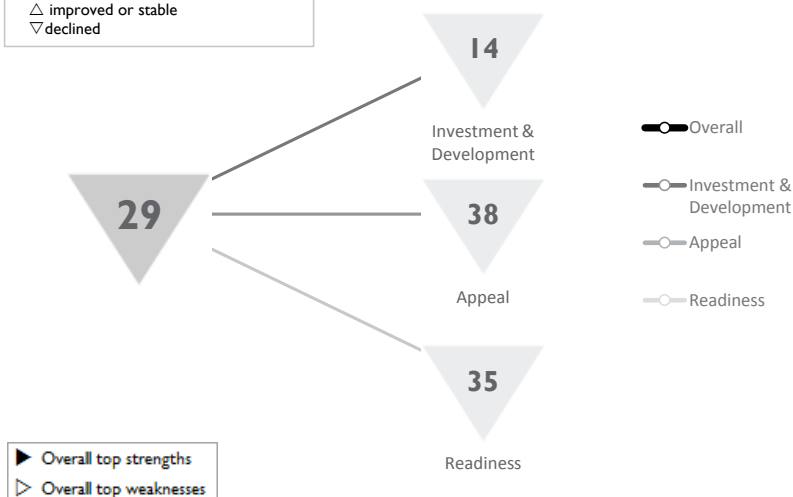 △ improved or stable
▽ declined
14
Investment &
Development
29
38
Appeal
35
Readiness
Overall
Investment &
Development
Appeal
Readiness
▶ Overall top strengths
▷ Overall top weaknesses